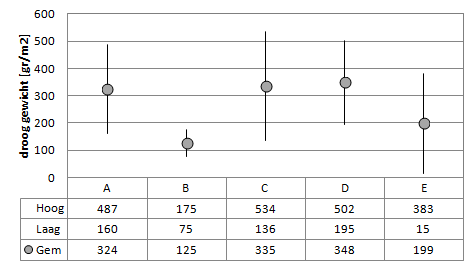 600
500
400
300
200
100
0
droog gewicht [gr/m2]
A B C D E
Hoog 487 175 534 502 383
Laag 160 75 136 195 15
Gem 324 125 335 348 199